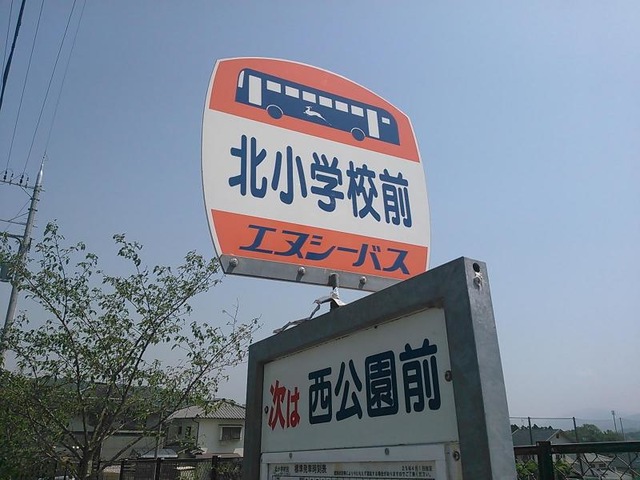 北小学校前
エヌシーバス
次は 西公園前